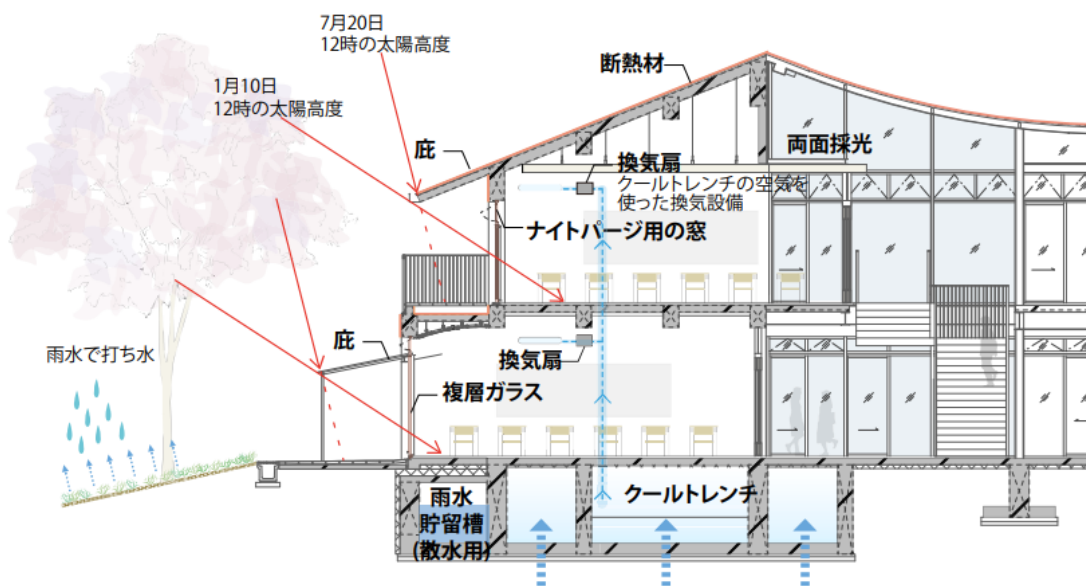 7月20日
12時の太陽高度
1月10日
12時の太陽高度
断熱材
庇
両面採光
換気扇
クールトレンチの空気を
使った換気設備
ナイトパージ用の窓
雨水で打ち水
庇
換気扇
複層ガラス
雨水
貯留槽
(散水用)
クールトレンチ